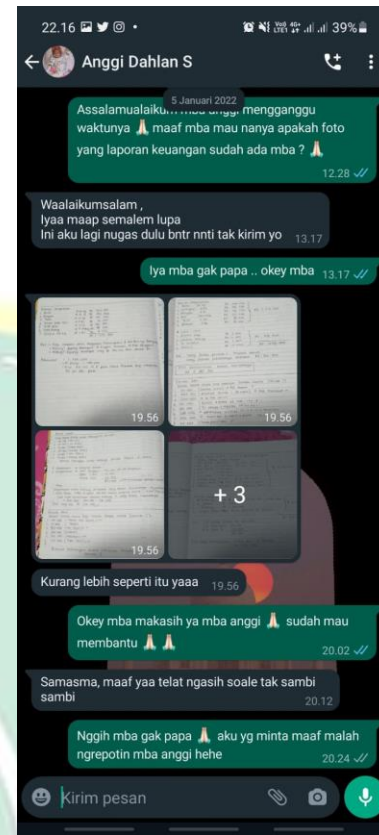 22.16
Vo)) 4G+
LTE1
39%
Anggi Dahlan S
5 Januari 2022
Assalamualaikum mba anggi mengganggu
waktunya 🙏🏻 maaf mba mau nanya apakah foto
yang laporan keuangan sudah ada mba ? 🙏🏻
12.28
Waalaikumsalam ,
Iyaa maap semalem lupa
Ini aku lagi nugas dulu bntr nnti tak kirim yo
13.17
Iya mba gak papa .. okey mba
13.17
19.56
19.56
19.56
+ 3
Kurang lebih seperti itu yaaa
19.56
Okey mba makasih ya mba anggi 🙏🏻 sudah mau
membantu 🙏🏻 🙏🏻
20.02
Samasma, maaf yaa telat ngasih soale tak sambi
sambi
20.12
Nggih mba gak papa 🙏🏻 aku yg minta maaf malah
ngrepotin mba anggi hehe
20.24
Kirim pesan